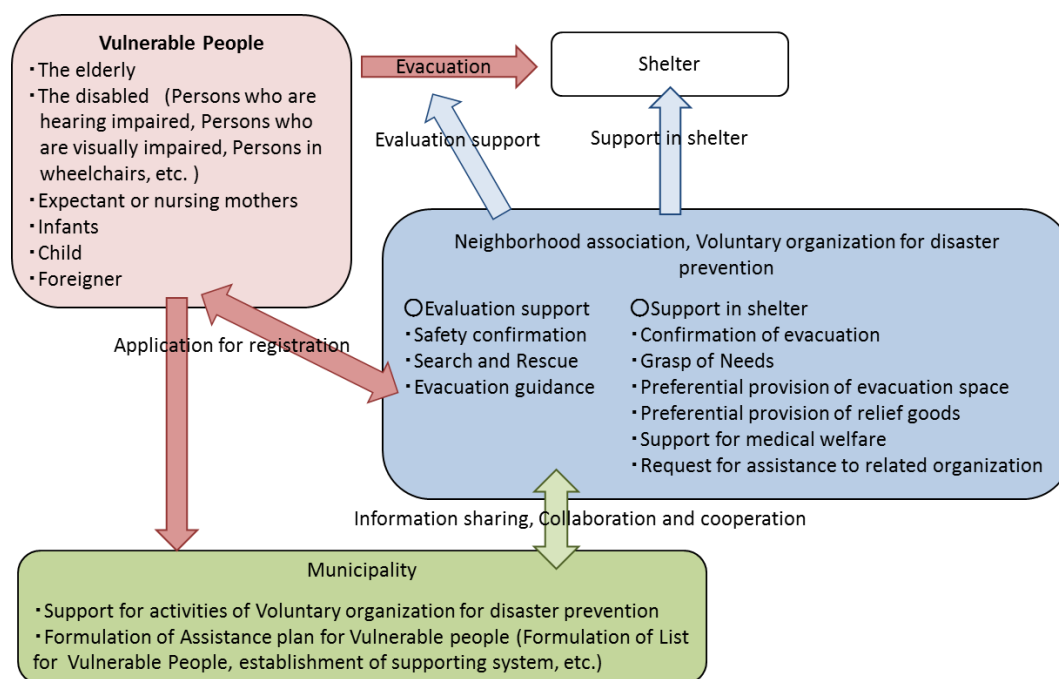 Vulnerable People
・The elderly
・The disabled （Persons who are
hearing impaired, Persons who
are visually impaired, Persons in
wheelchairs, etc. ）
・Expectant or nursing mothers
・Infants
・Child
・Foreigner
Evacuation
Shelter
Evaluation support
Support in shelter
Neighborhood association, Voluntary organization for disaster
prevention
○Evaluation support
・Safety confirmation
・Search and Rescue
・Evacuation guidance
○Support in shelter
・Confirmation of evacuation
・Grasp of Needs
・Preferential provision of evacuation space
・Preferential provision of relief goods
・Support for medical welfare
・Request for assistance to related organization
Application for registration
Information sharing, Collaboration and cooperation
Municipality
・Support for activities of Voluntary organization for disaster prevention
・Formulation of Assistance plan for Vulnerable people (Formulation of List
for Vulnerable People, establishment of supporting system, etc.)